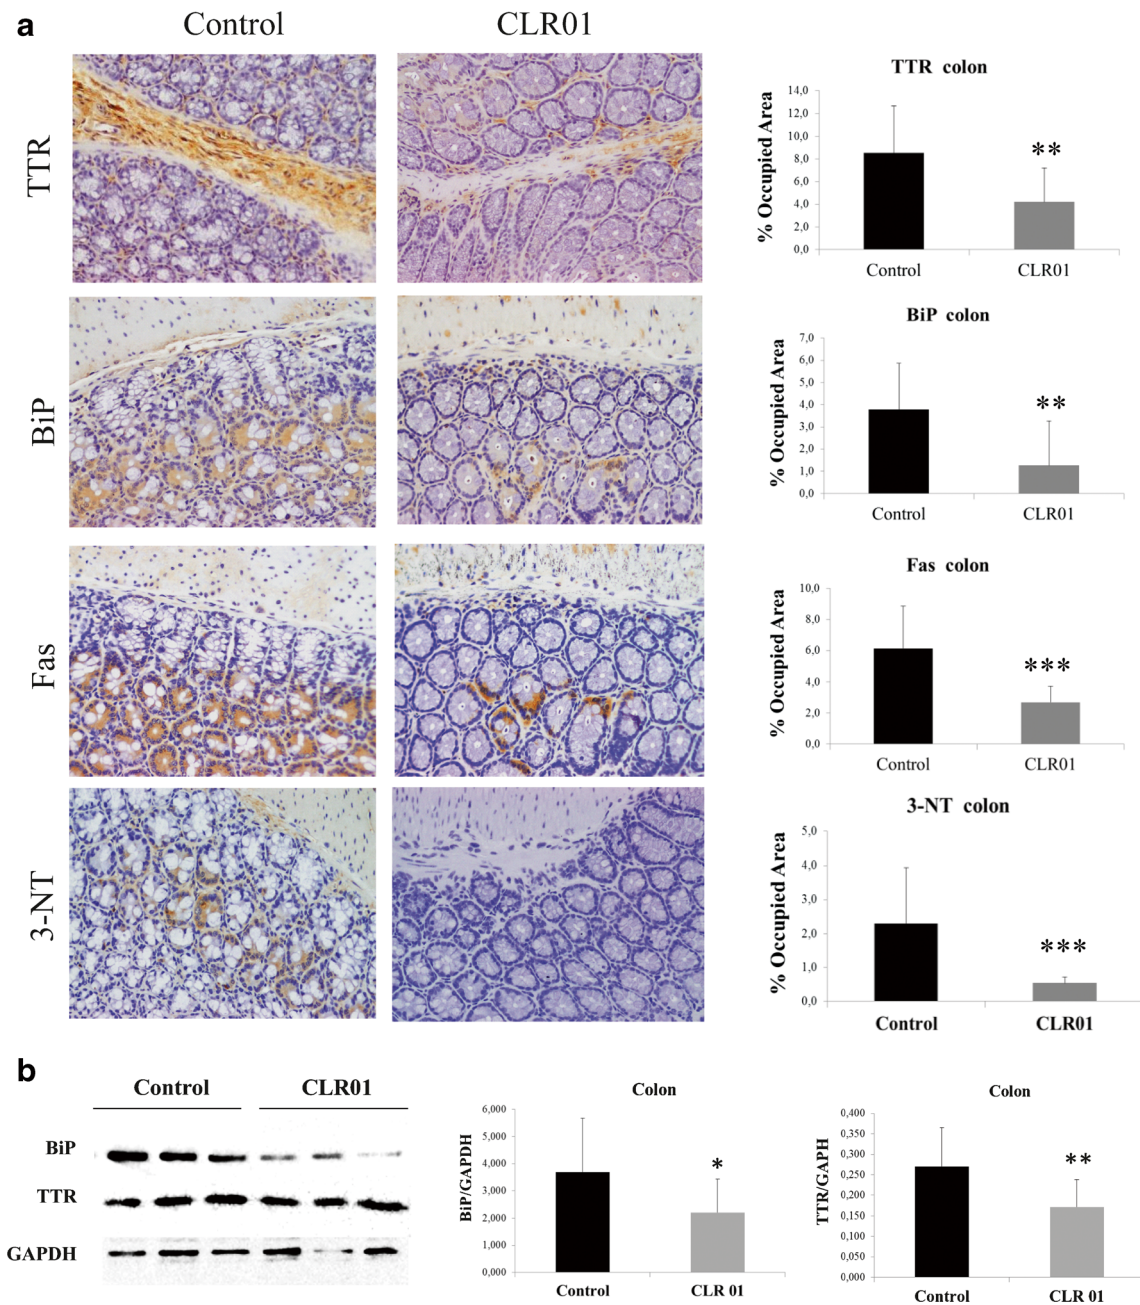 a
Control
CLR01
TTR
TTR colon
% Occupied Area
14,0
12,0
10,0
8,0
6,0
4,0
2,0
0,0
**
Control
CLR01
BiP
BiP colon
% Occupied Area
7,0
6,0
5,0
4,0
3,0
2,0
1,0
0,0
**
Control
CLR01
Fas
Fas colon
% Occupied Area
10,0
8,0
6,0
4,0
2,0
0,0
***
Control
CLR01
3-NT
3-NT colon
% Occupied Area
5,0
4,0
3,0
2,0
1,0
0,0
***
Control
CLR01
b
Control
CLR01
BiP
TTR
GAPDH
Colon
BiP/GAPDH
6,000
5,000
4,000
3,000
2,000
1,000
0,000
*
Control
CLR 01
Colon
TTR/GAPH
0,400
0,350
0,300
0,250
0,200
0,150
0,100
0,050
0,000
**
Control
CLR 01